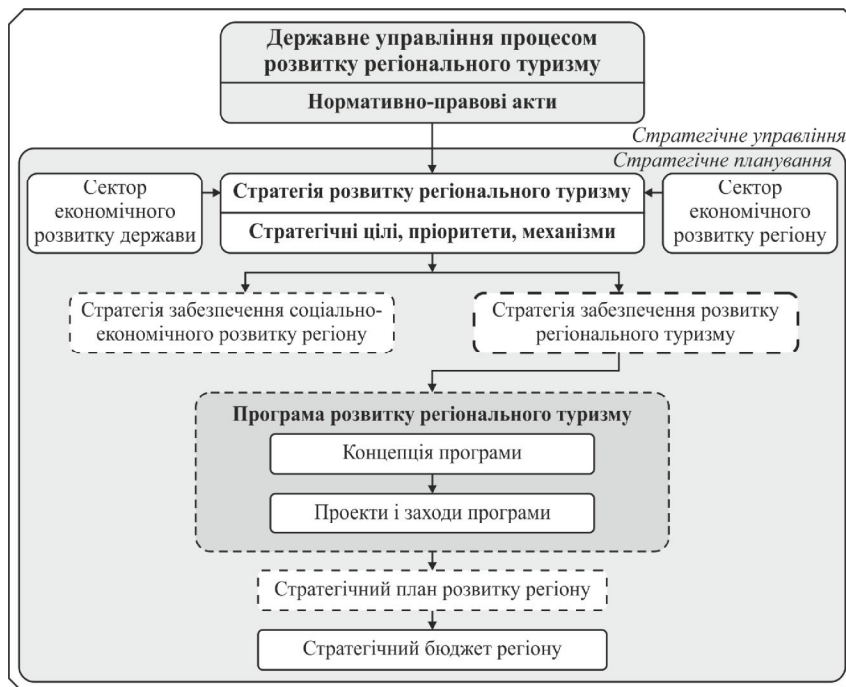 Державне управління процесом
розвитку регіонального туризму
Нормативно-правові акти
Стратегічне управління
Стратегічне планування
Сектор
економічного
розвитку держави
Стратегія розвитку регіонального туризму
Стратегічні цілі, пріоритети, механізми
Сектор
економічного
розвитку регіону
Стратегія забезпечення соціально-
економічного розвитку регіону
Стратегія забезпечення розвитку
регіонального туризму
Програма розвитку регіонального туризму
Концепція програми
Проекти і заходи програми
Стратегічний план розвитку регіону
Стратегічний бюджет регіону